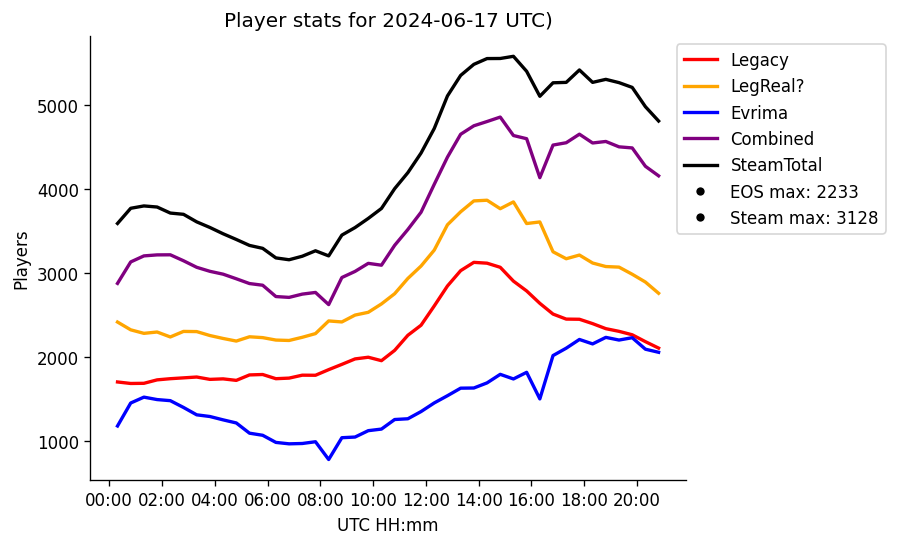 Player stats for 2024-06-17 UTC)
Legacy
LegReal?
Evrima
Combined
SteamTotal
EOS max: 2233
Steam max: 3128
Players
5000
4000
3000
2000
1000
00:00 02:00 04:00 06:00 08:00 10:00 12:00 14:00 16:00 18:00 20:00
UTC HH:mm